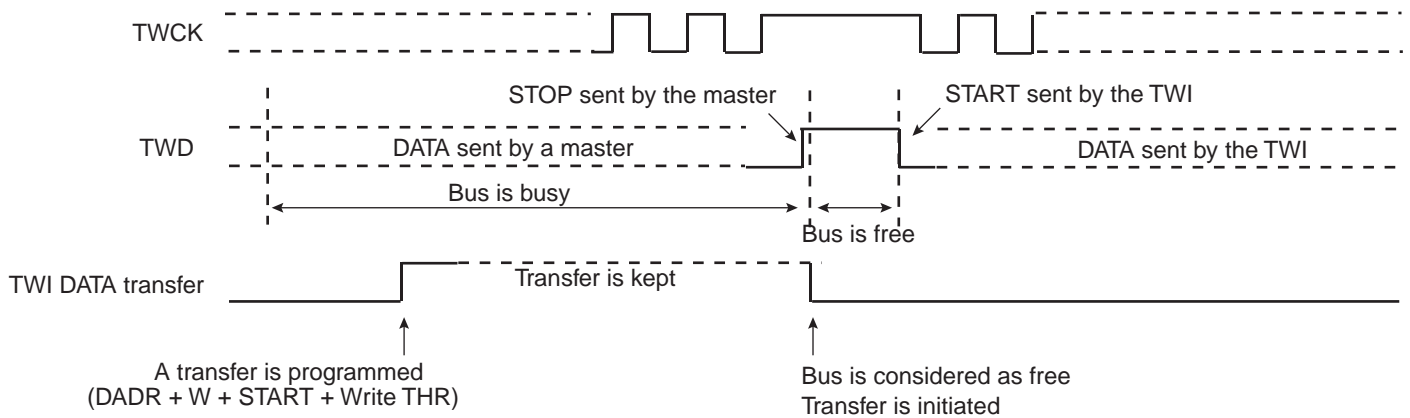 TWCK
STOP sent by the master
START sent by the TWI
TWD
DATA sent by a master
DATA sent by the TWI
Bus is busy
Bus is free
TWI DATA transfer
Transfer is kept
A transfer is programmed
(DADR + W + START + Write THR)
Bus is considered as free
Transfer is initiated